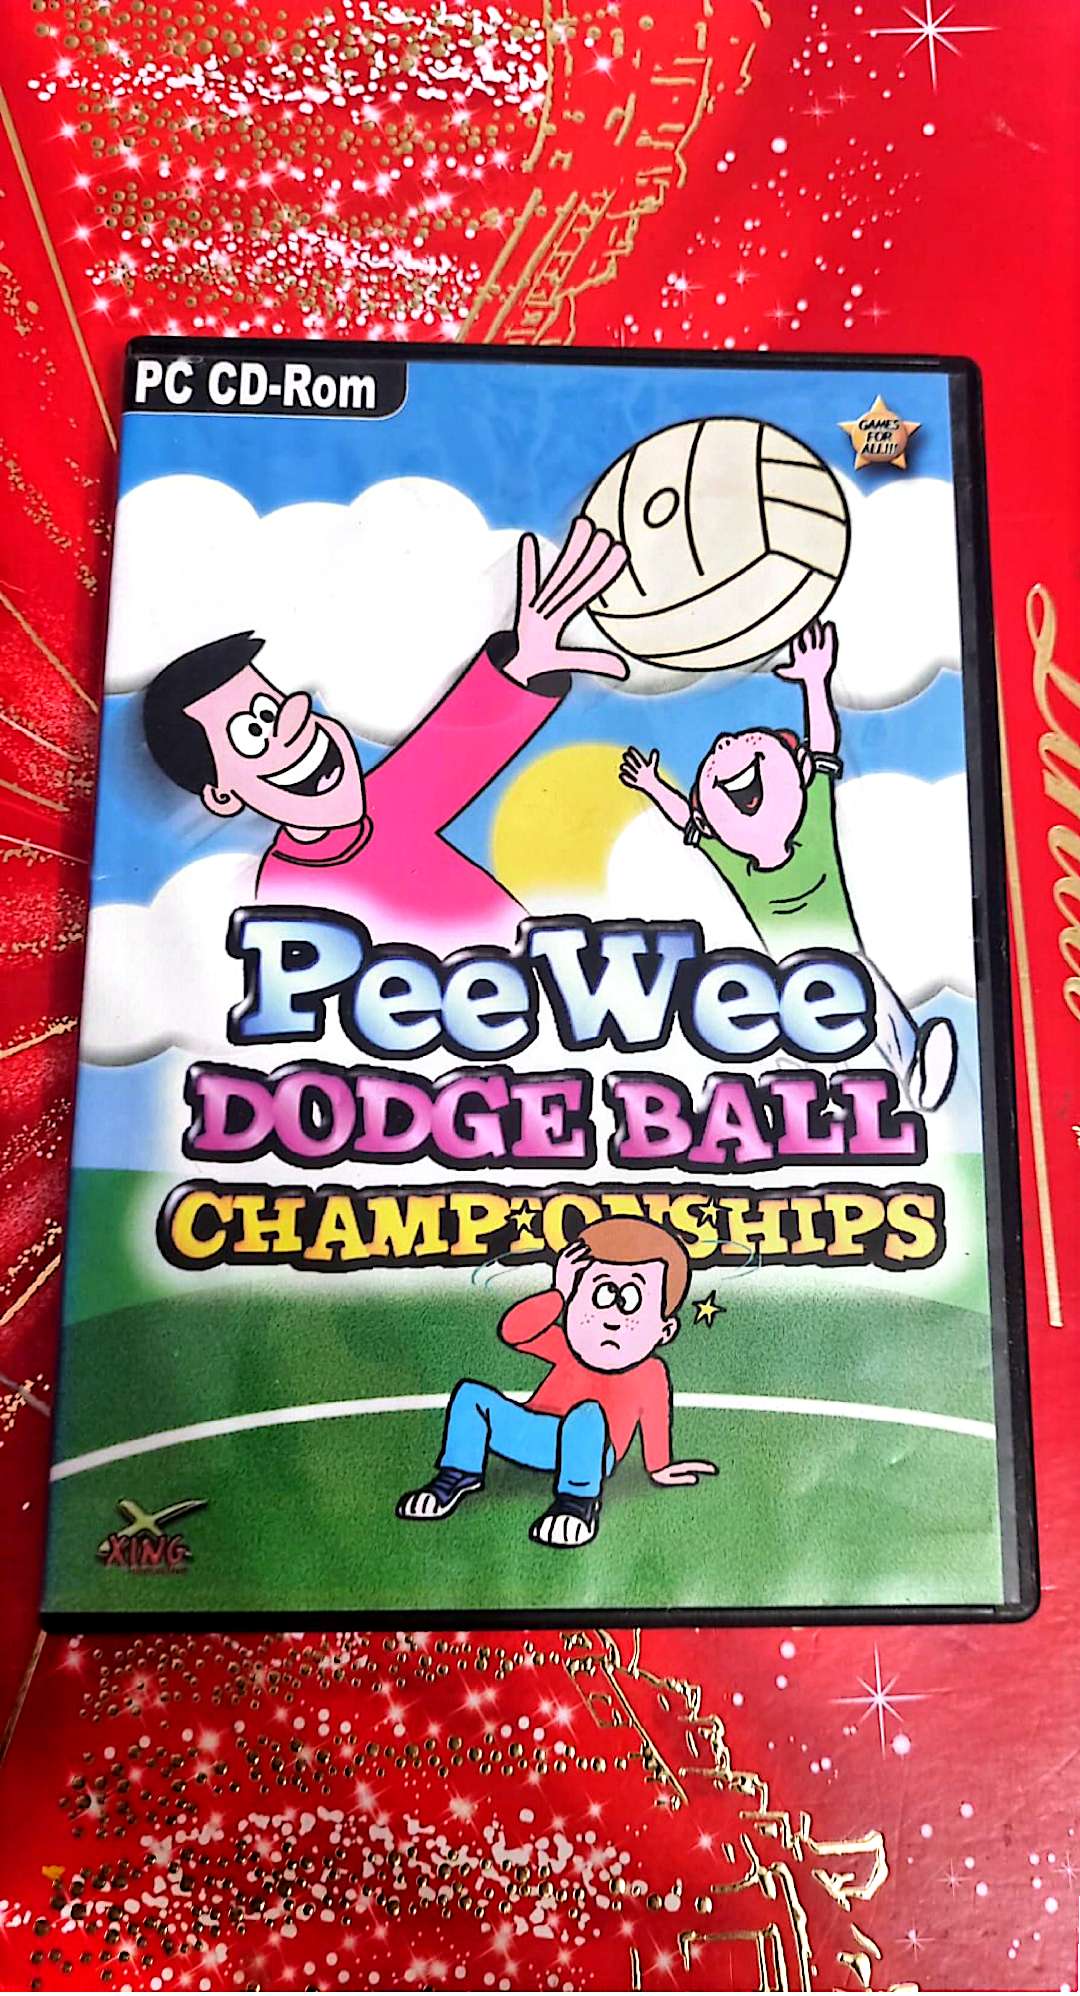 PC CD-Rom
GAMES
FOR
ALL!!!
PeeWee
DODGE BALL
CHAMPiONSHIPS
XING